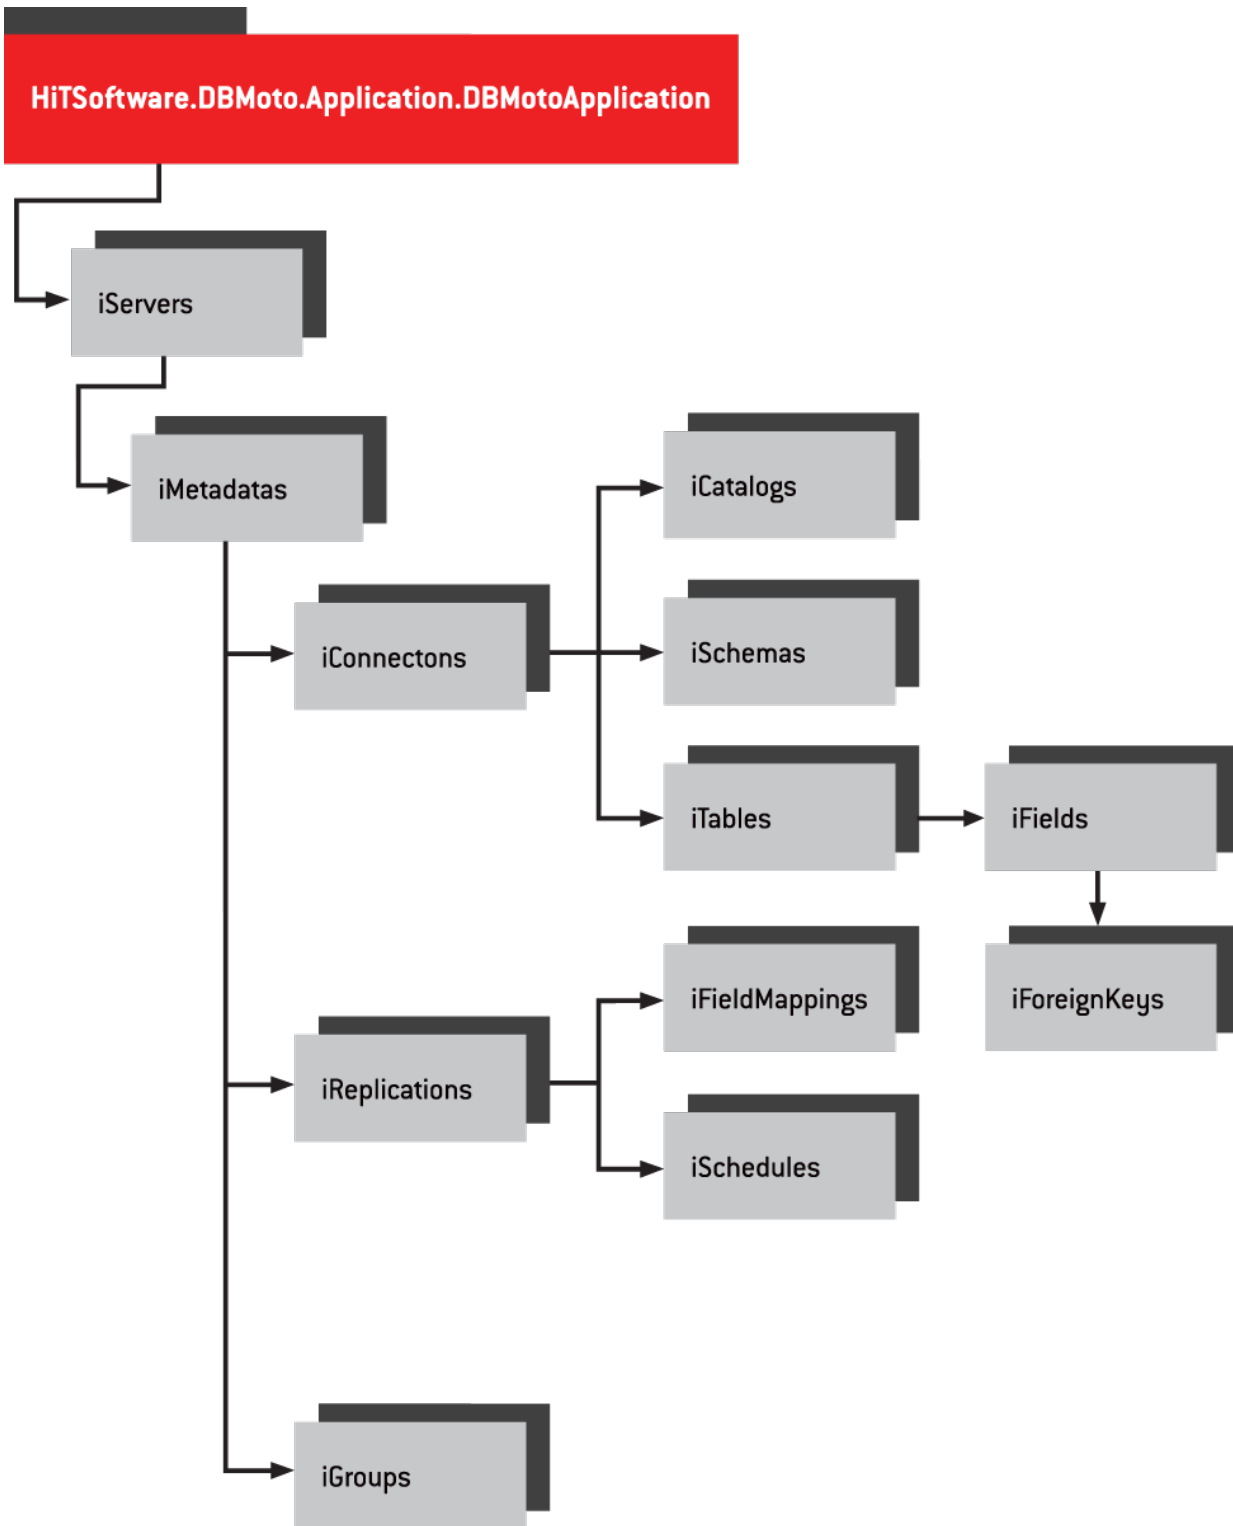 HiTSoftware.DBMoto.Application.DBMotoApplication
iServers
iMetadatas
iCatalogs
iConnectons
iSchemas
iTables
iFields
iFieldMappings
iForeignKeys
iReplications
iSchedules
iGroups